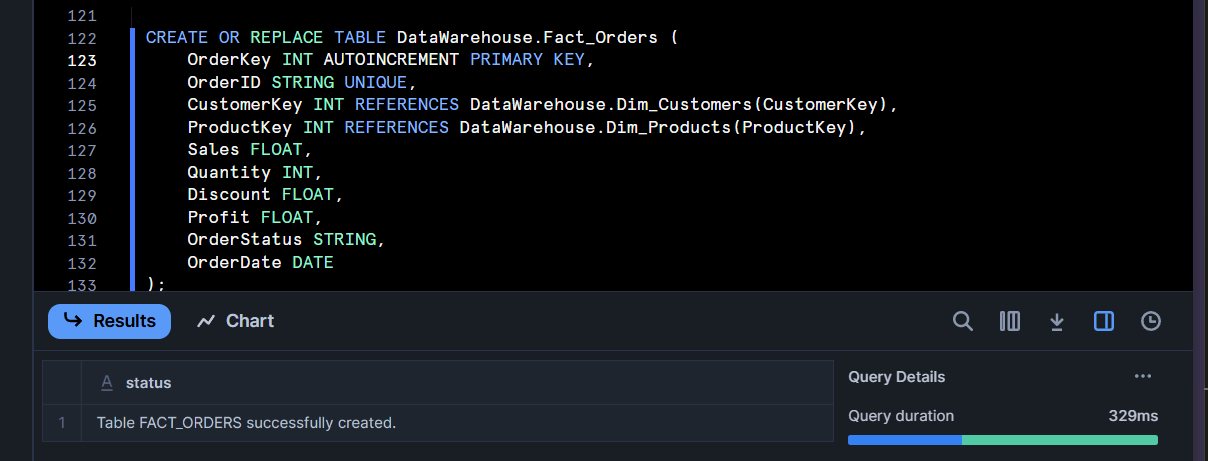 121
122 CREATE OR REPLACE TABLE DataWarehouse.Fact_Orders (
123 OrderKey INT AUTOINCREMENT PRIMARY KEY,
124 OrderID STRING UNIQUE,
125 CustomerKey INT REFERENCES DataWarehouse.Dim_Customers(CustomerKey),
126 ProductKey INT REFERENCES DataWarehouse.Dim_Products(ProductKey),
127 Sales FLOAT,
128 Quantity INT,
129 Discount FLOAT,
130 Profit FLOAT,
131 OrderStatus STRING,
132 OrderDate DATE
133 );
Results Chart
A status
1 Table FACT_ORDERS successfully created.
Query Details
Query duration 329ms